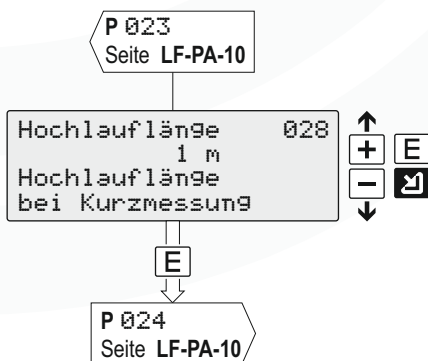 P 023
Seite LF-PA-10
Hochlauflänge 028
1 m
Hochlauflänge
bei Kurzmessung
+ E
−
E
P 024
Seite LF-PA-10